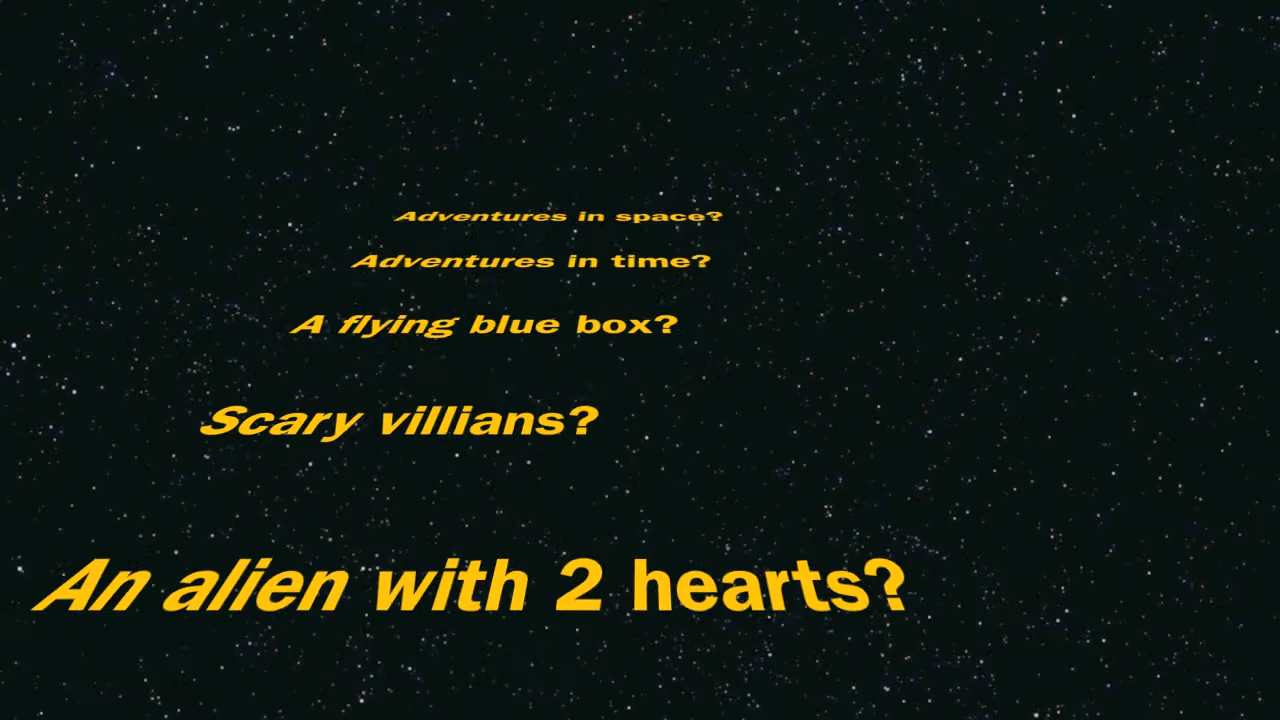 Adventures in space?
Adventures in time?
A flying blue box?
Scary villians?
An alien with 2 hearts?